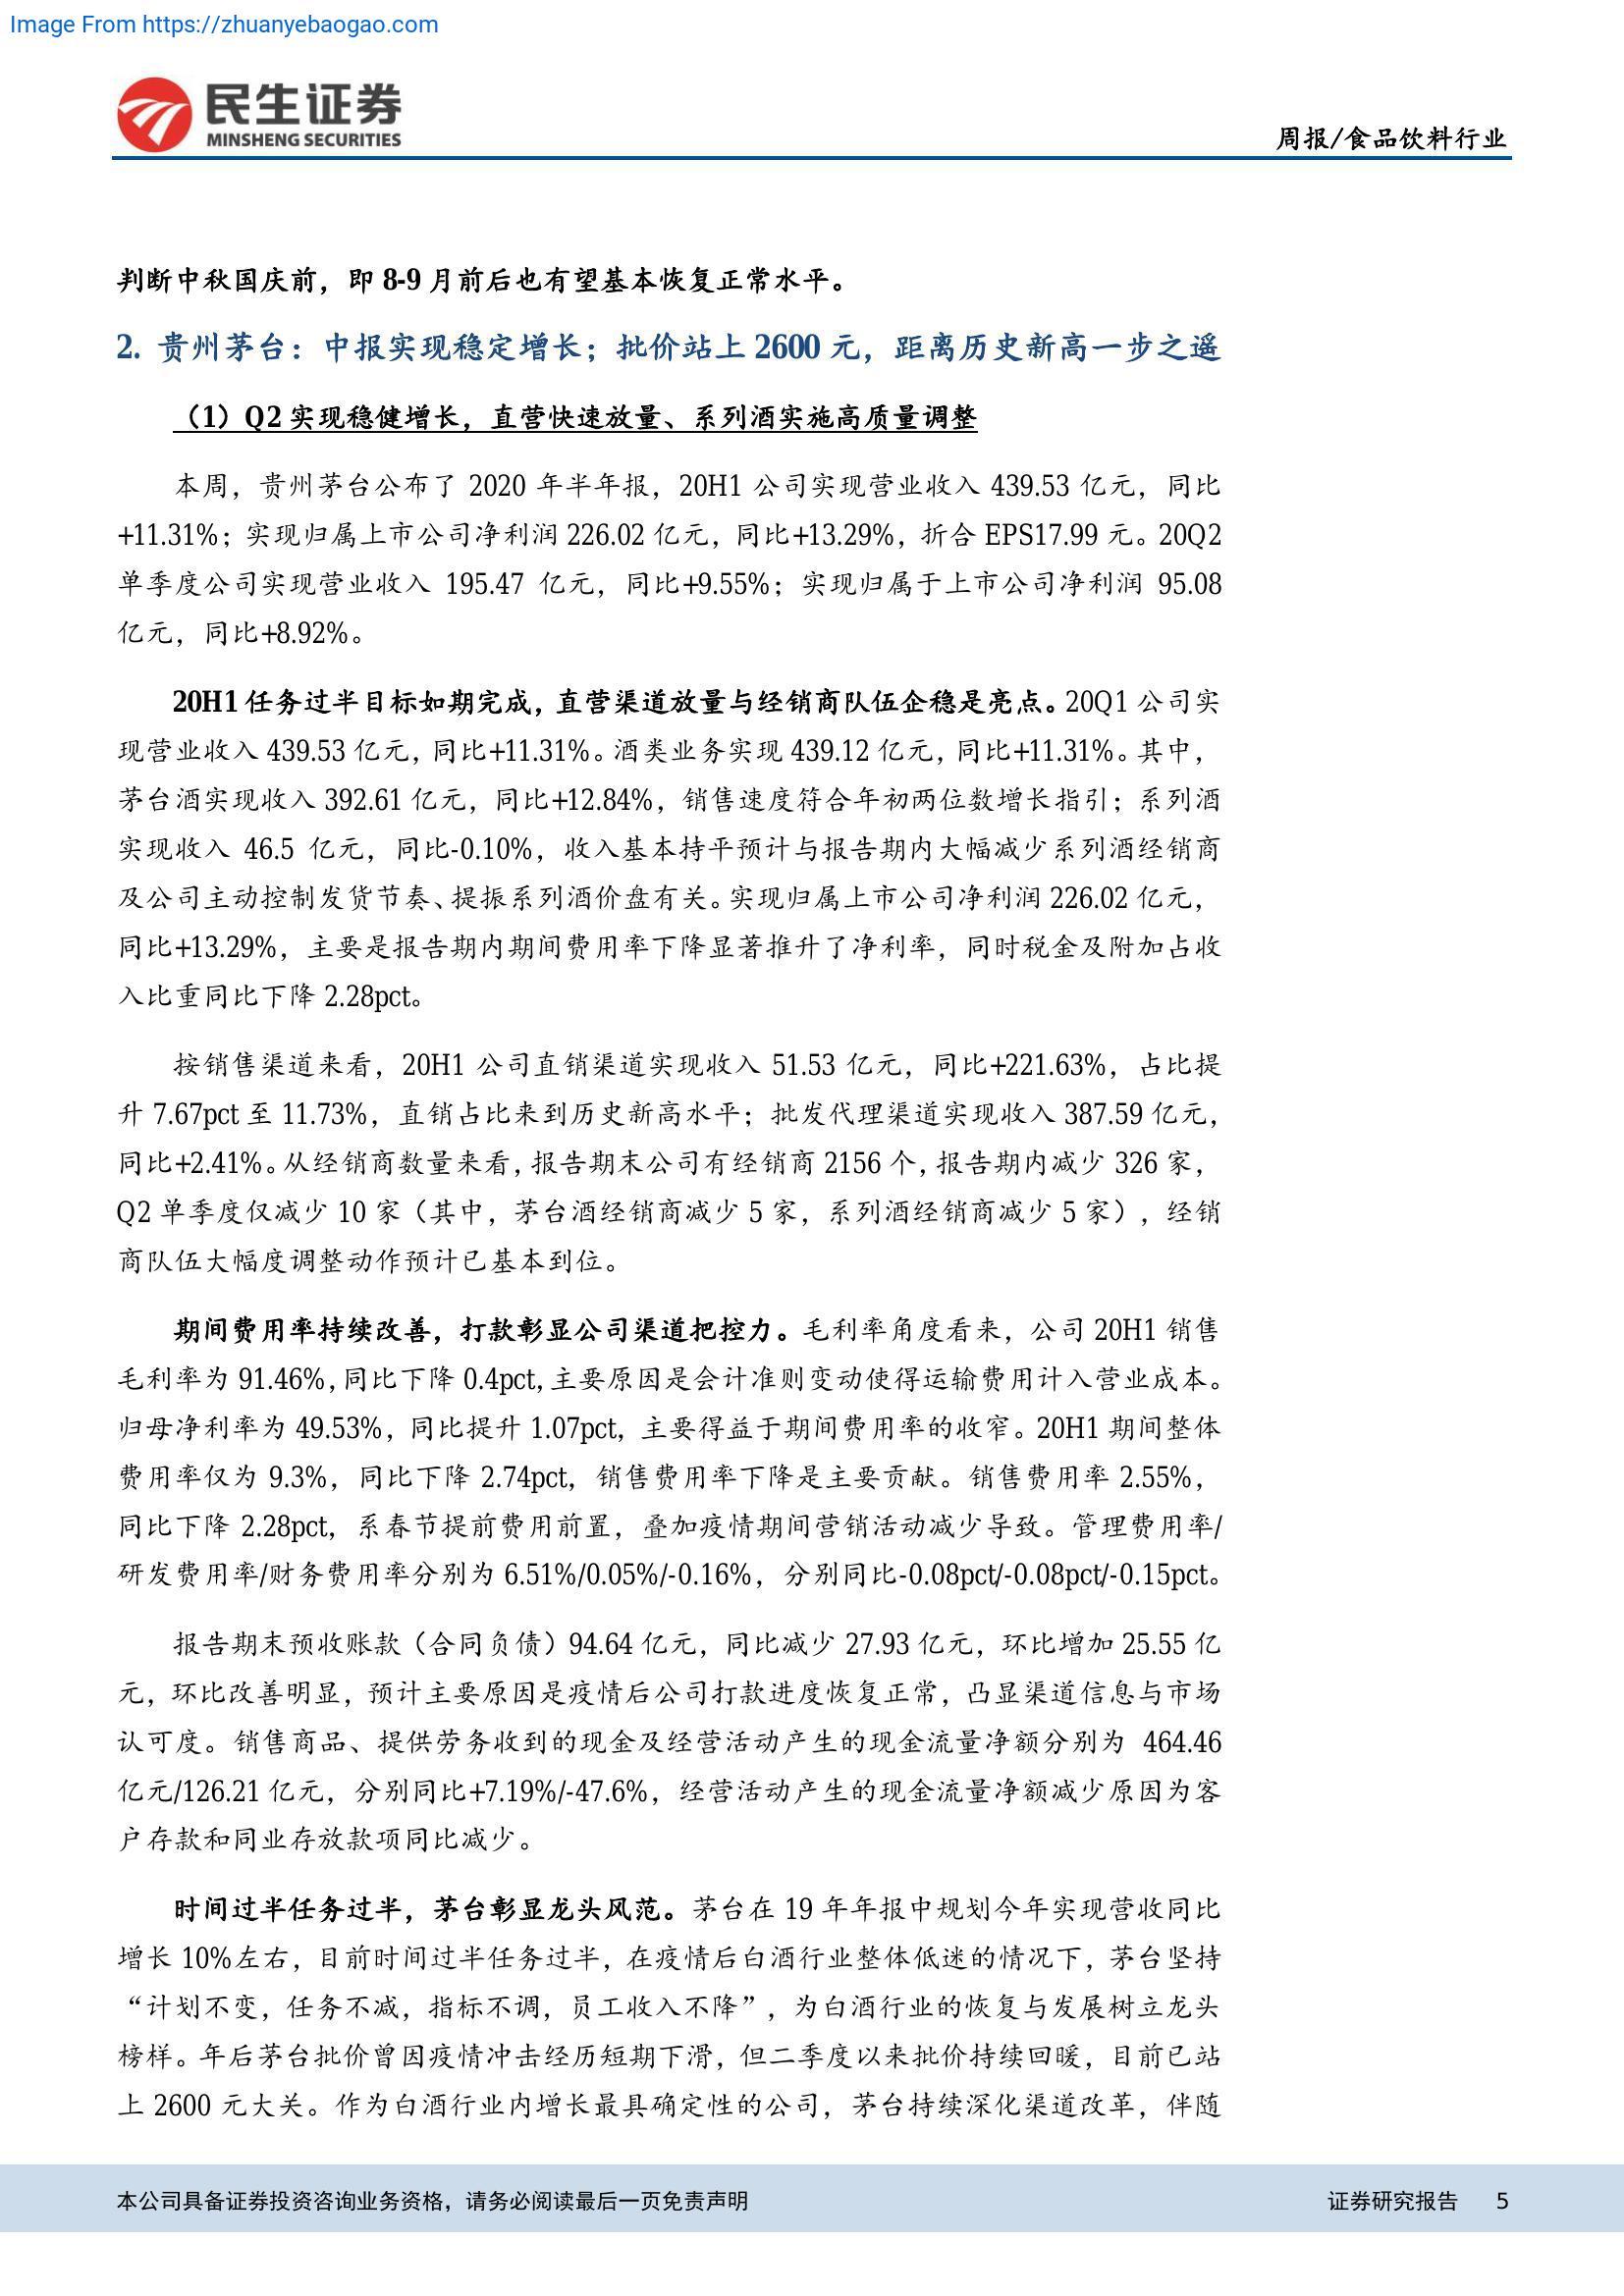 Image From https://zhuanyebaogao.com
民生证券
MINSHENG SECURITIES
周报/食品饮料行业
判断中秋国庆前，即 8-9 月前后也有望基本恢复正常水平。
2. 贵州茅台：中报实现稳定增长；批价站上 2600 元，距离历史新高一步之遥
（1）Q2 实现稳健增长，直营快速放量、系列酒实施高质量调整
本周，贵州茅台公布了 2020 年半年报，20H1 公司实现营业收入 439.53 亿元，同比
+11.31%；实现归属上市公司净利润 226.02 亿元，同比+13.29%，折合 EPS17.99 元。20Q2
单季度公司实现营业收入 195.47 亿元，同比+9.55%；实现归属于上市公司净利润 95.08
亿元，同比+8.92%。
20H1 任务过半目标如期完成，直营渠道放量与经销商队伍企稳是亮点。20Q1 公司实
现营业收入 439.53 亿元，同比+11.31%。酒类业务实现 439.12 亿元，同比+11.31%。其中，
茅台酒实现收入 392.61 亿元，同比+12.84%，销售速度符合年初两位数增长指引；系列酒
实现收入 46.5 亿元，同比-0.10%，收入基本持平预计与报告期内大幅减少系列酒经销商
及公司主动控制发货节奏、提振系列酒价盘有关。实现归属上市公司净利润 226.02 亿元，
同比+13.29%，主要是报告期内期间费用率下降显著推升了净利率，同时税金及附加占收
入比重同比下降 2.28pct。
按销售渠道来看，20H1 公司直销渠道实现收入 51.53 亿元，同比+221.63%，占比提
升 7.67pct 至 11.73%，直销占比来到历史新高水平；批发代理渠道实现收入 387.59 亿元，
同比+2.41%。从经销商数量来看，报告期末公司有经销商 2156 个，报告期内减少 326 家，
Q2 单季度仅减少 10 家（其中，茅台酒经销商减少 5 家，系列酒经销商减少 5 家），经销
商队伍大幅度调整动作预计已基本到位。
期间费用率持续改善，打款彰显公司渠道把控力。毛利率角度看来，公司 20H1 销售
毛利率为 91.46%，同比下降 0.4pct，主要原因是会计准则变动使得运输费用计入营业成本。
归母净利率为 49.53%，同比提升 1.07pct，主要得益于期间费用率的收窄。20H1 期间整体
费用率仅为 9.3%，同比下降 2.74pct，销售费用率下降是主要贡献。销售费用率 2.55%，
同比下降 2.28pct，系春节提前费用前置，叠加疫情期间营销活动减少导致。管理费用率/
研发费用率/财务费用率分别为 6.51%/0.05%/-0.16%，分别同比-0.08pct/-0.08pct/-0.15pct。
报告期末预收账款（合同负债）94.64 亿元，同比减少 27.93 亿元，环比增加 25.55 亿
元，环比改善明显，预计主要原因是疫情后公司打款进度恢复正常，凸显渠道信息与市场
认可度。销售商品、提供劳务收到的现金及经营活动产生的现金流量净额分别为 464.46
亿元/126.21 亿元，分别同比+7.19%/-47.6%，经营活动产生的现金流量净额减少原因为客
户存款和同业存放款项同比减少。
时间过半任务过半，茅台彰显龙头风范。茅台在 19 年年报中规划今年实现营收同比
增长 10%左右，目前时间过半任务过半，在疫情后白酒行业整体低迷的情况下，茅台坚持
“计划不变，任务不减，指标不调，员工收入不降”，为白酒行业的恢复与发展树立龙头
榜样。年后茅台批价曾因疫情冲击经历短期下滑，但二季度以来批价持续回暖，目前已站
上 2600 元大关。作为白酒行业内增长最具确定性的公司，茅台持续深化渠道改革，伴随
本公司具备证券投资咨询业务资格，请务必阅读最后一页免责声明
证券研究报告 5